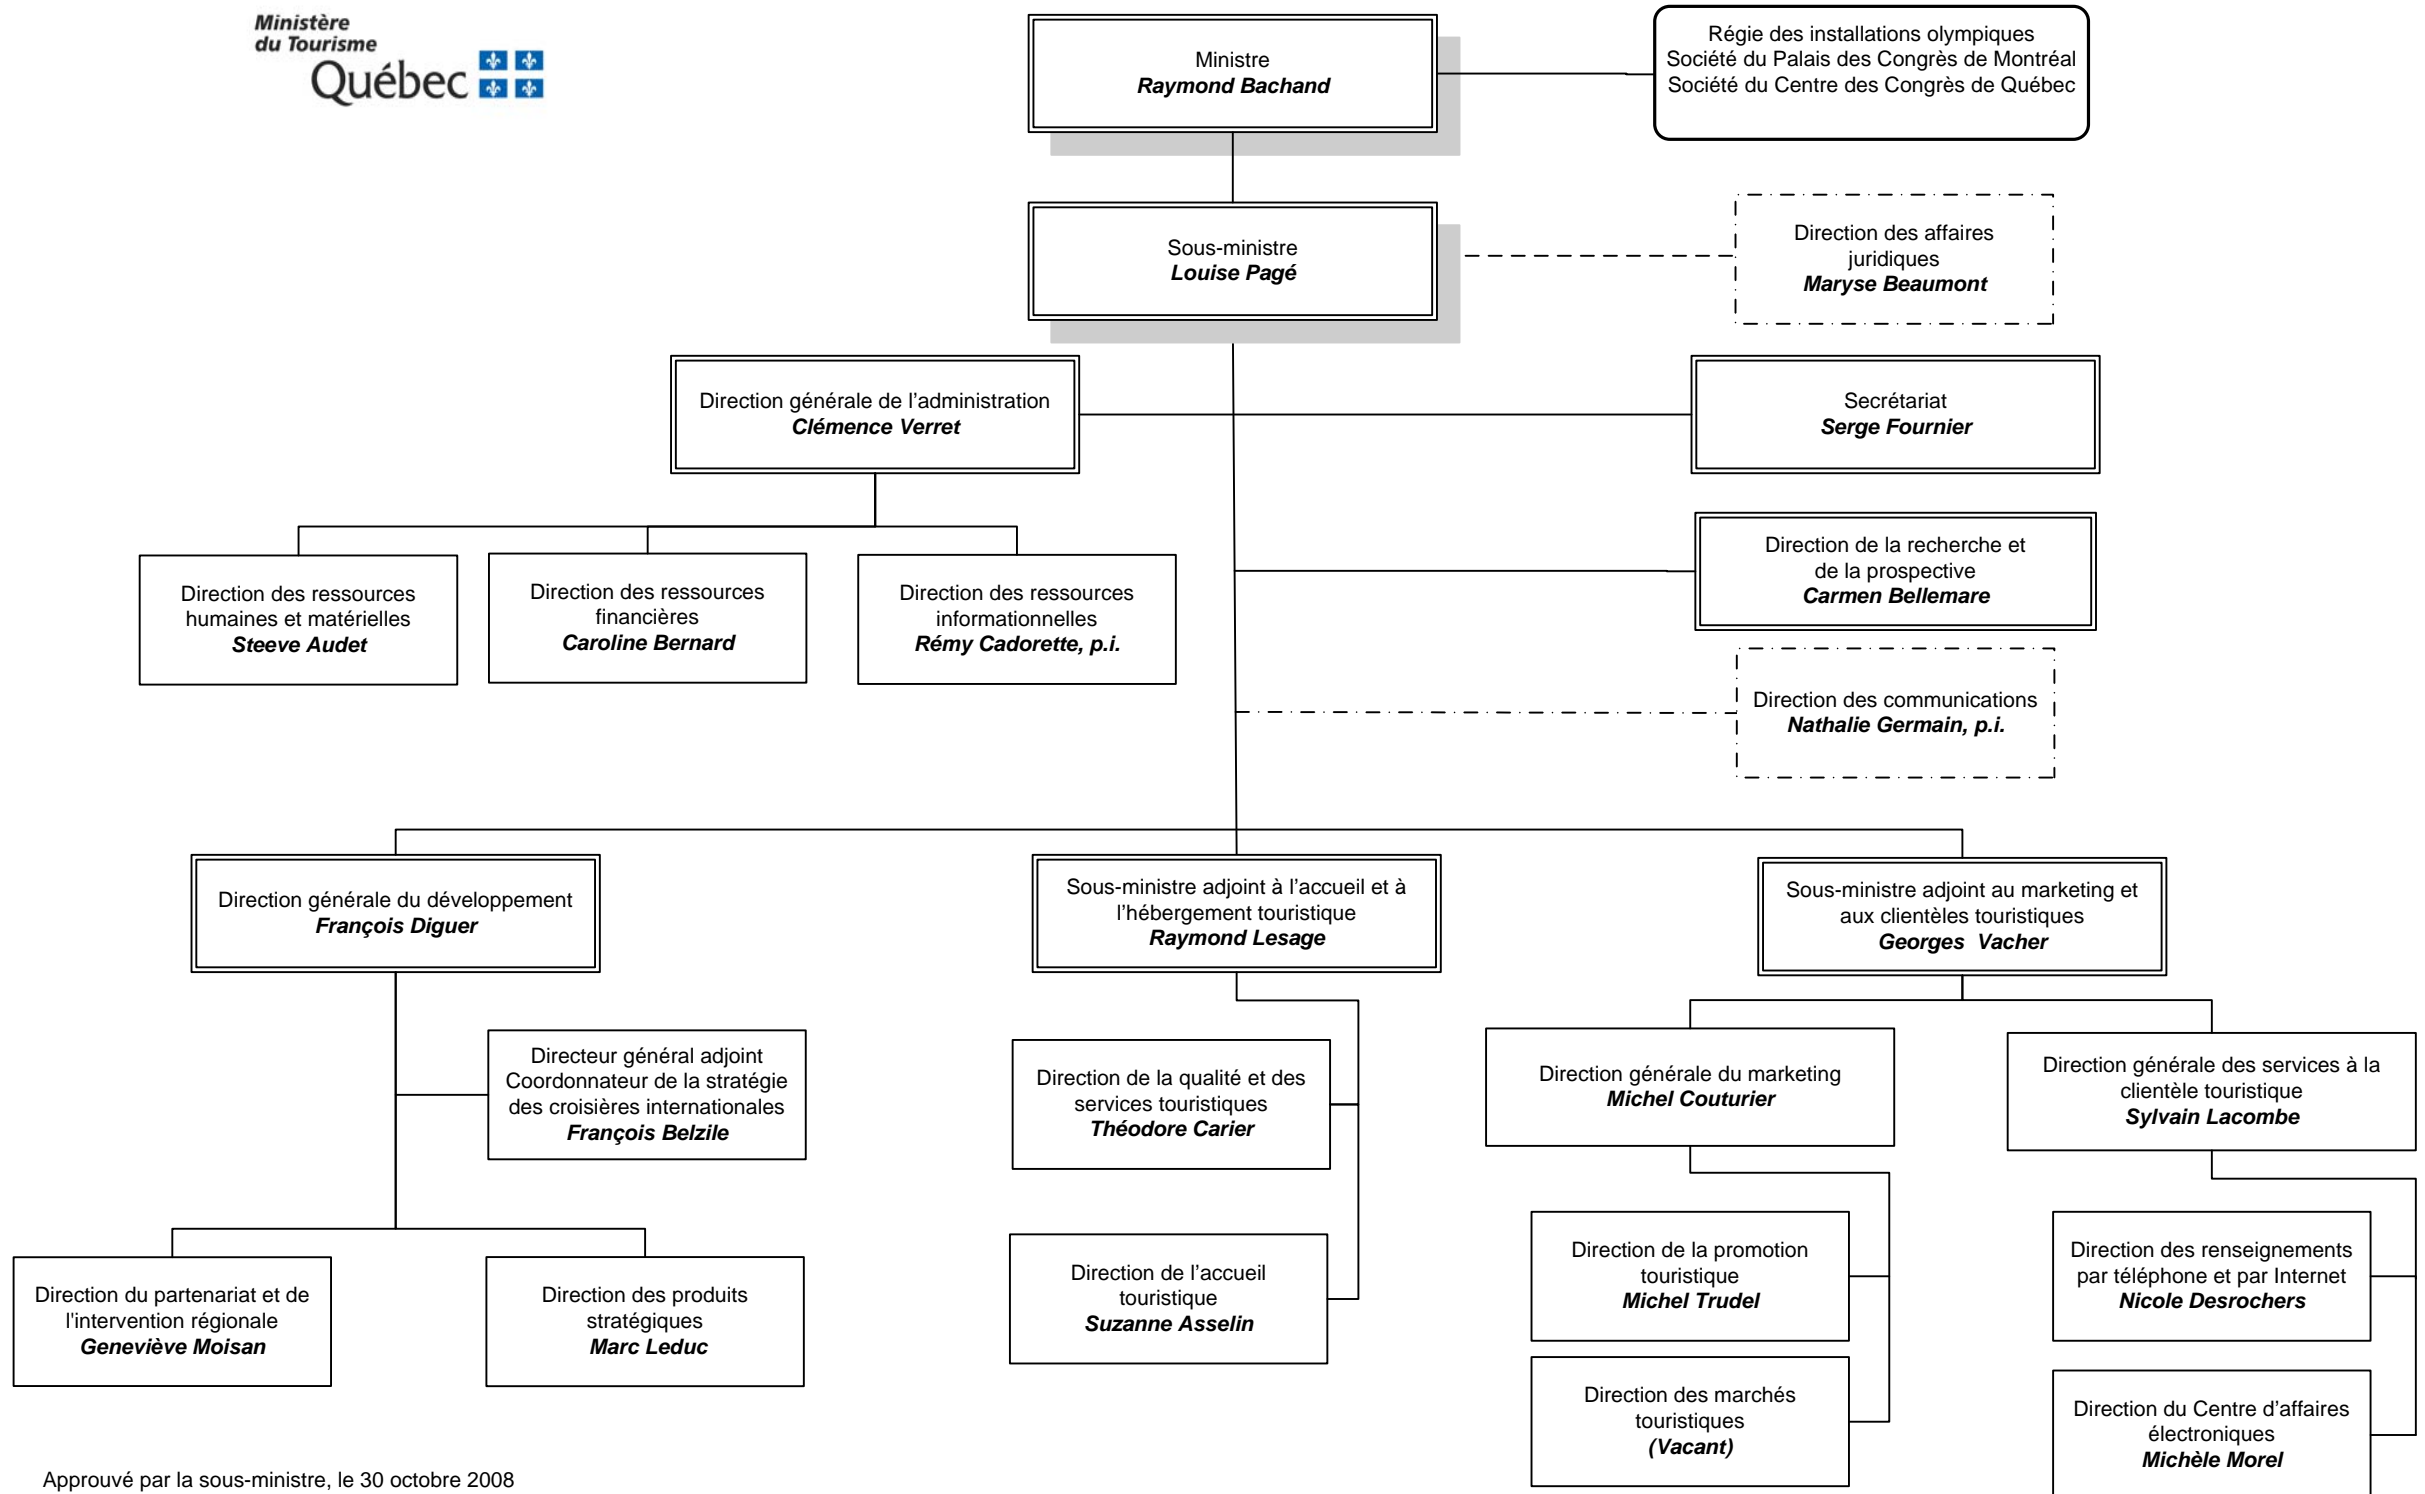 Ministère
du Tourisme
Québec
Ministre
Raymond Bachand
Régie des installations olympiques
Société du Palais des Congrès de Montréal
Société du Centre des Congrès de Québec
Sous-ministre
Louise Pagé
Direction des affaires
juridiques
Maryse Beaumont
Direction générale de l’administration
Clémence Verret
Secrétariat
Serge Fournier
Direction des ressources
humaines et matérielles
Steeve Audet
Direction des ressources
financières
Caroline Bernard
Direction des ressources
informationnelles
Rémy Cadorette, p.i.
Direction de la recherche et
de la prospective
Carmen Bellemare
Direction des communications
Nathalie Germain, p.i.
Direction générale du développement
François Diguer
Sous-ministre adjoint à l’accueil et à
l’hébergement touristique
Raymond Lesage
Sous-ministre adjoint au marketing et
aux clientèles touristiques
Georges  Vacher
Directeur général adjoint
Coordonnateur de la stratégie
des croisières internationales
François Belzile
Direction de la qualité et des
services touristiques
Théodore Carier
Direction générale du marketing
Michel Couturier
Direction générale des services à la
clientèle touristique
Sylvain Lacombe
Direction du partenariat et de
l'intervention régionale
Geneviève Moisan
Direction des produits
stratégiques
Marc Leduc
Direction de l’accueil
touristique
Suzanne Asselin
Direction de la promotion
touristique
Michel Trudel
Direction des renseignements
par téléphone et par Internet
Nicole Desrochers
Direction des marchés
touristiques
(Vacant)
Direction du Centre d’affaires
électroniques
Michèle Morel
Approuvé par la sous-ministre, le 30 octobre 2008